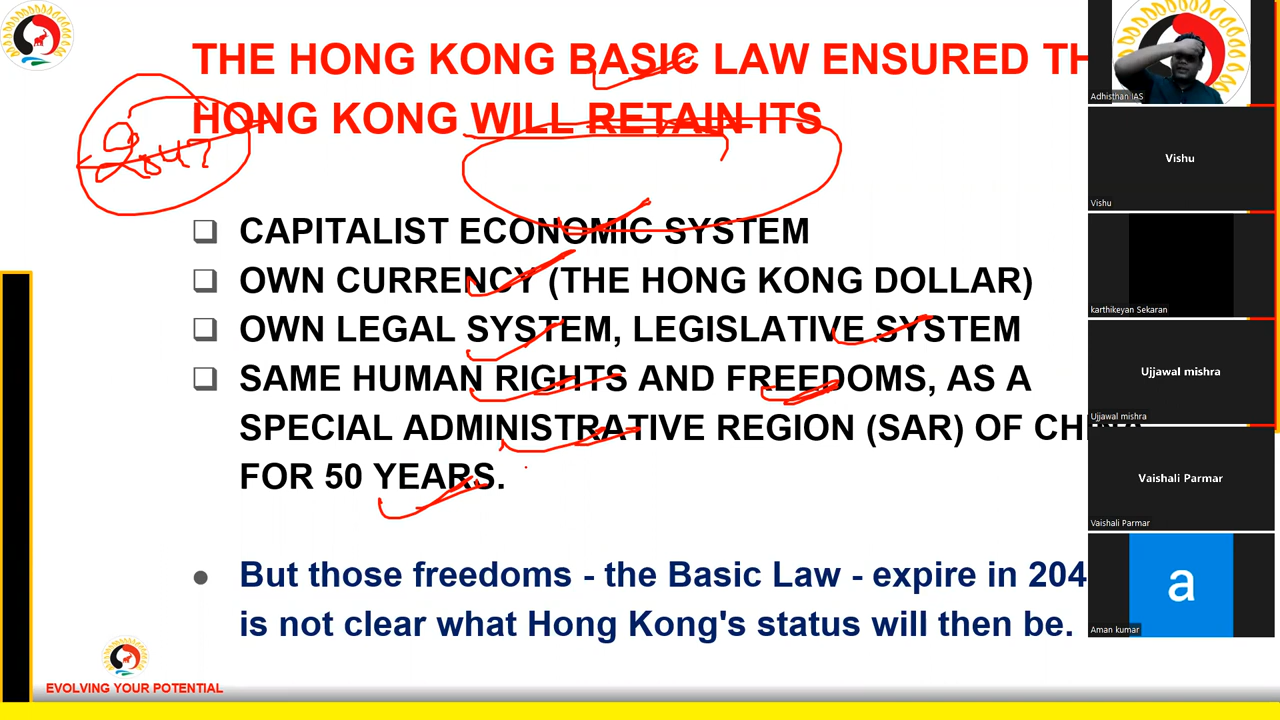 THE HONG KONG BASIC LAW ENSURED TH
HONG KONG WILL RETAIN ITS
2047
CAPITALIST ECONOMIC SYSTEM
OWN CURRENCY (THE HONG KONG DOLLAR)
OWN LEGAL SYSTEM, LEGISLATIVE SYSTEM
SAME HUMAN RIGHTS AND FREEDOMS, AS A
SPECIAL ADMINISTRATIVE REGION (SAR) OF CHINA
FOR 50 YEARS.
But those freedoms - the Basic Law - expire in 204
is not clear what Hong Kong's status will then be.
EVOLVING YOUR POTENTIAL
Adhisthan IAS
Vishu
Vishu
karthikeyan Sekaran
Ujjawal mishra
Ujjawal mishra
Vaishali Parmar
Vaishali Parmar
a
Aman kumar